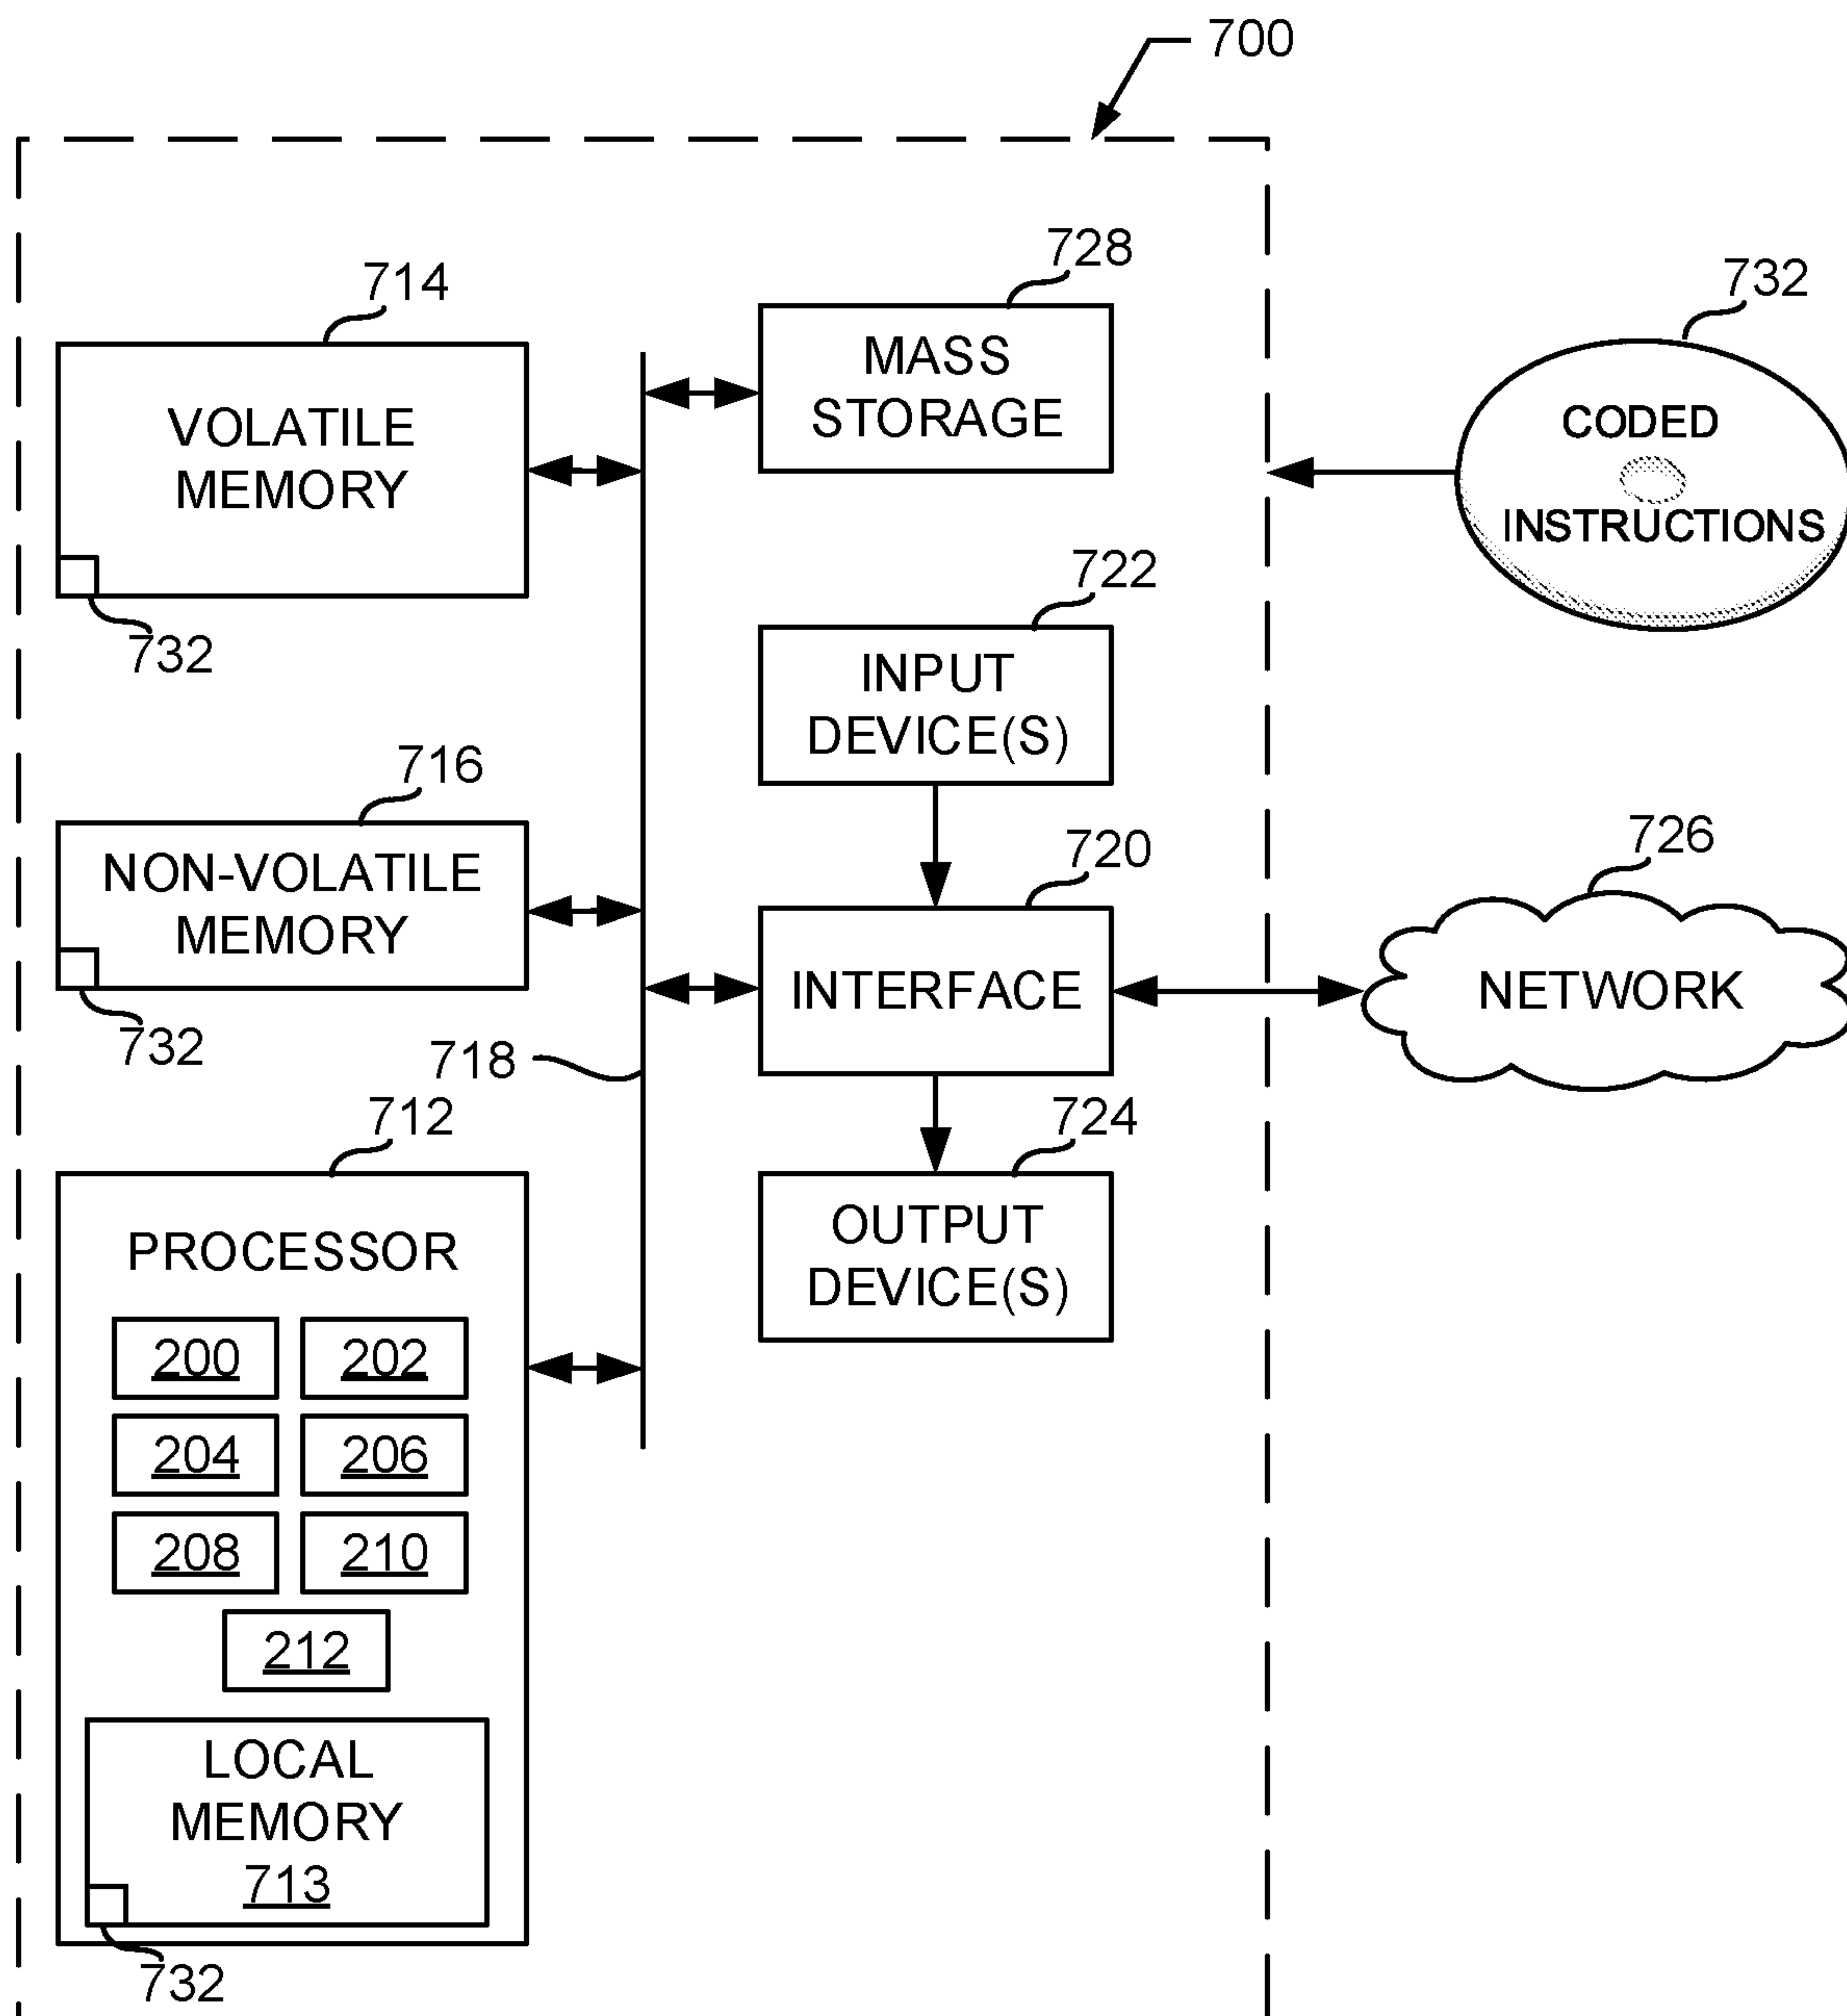 700
728
714
732
MASS
STORAGE
VOLATILE
MEMORY
CODED
INSTRUCTIONS
722
732
INPUT
DEVICE(S)
716
720
726
NON-VOLATILE
MEMORY
INTERFACE
NETWORK
732
718
712
724
PROCESSOR
OUTPUT
DEVICE(S)
200 202
204 206
208 210
212
LOCAL
MEMORY
713
732